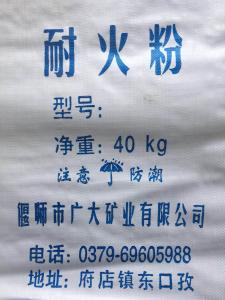 耐火粉
型号:
净重: 40 kg
注意 防潮
偃师市广大矿业有限公司
电话: 0379-69605988
地址: 府店镇东口孜